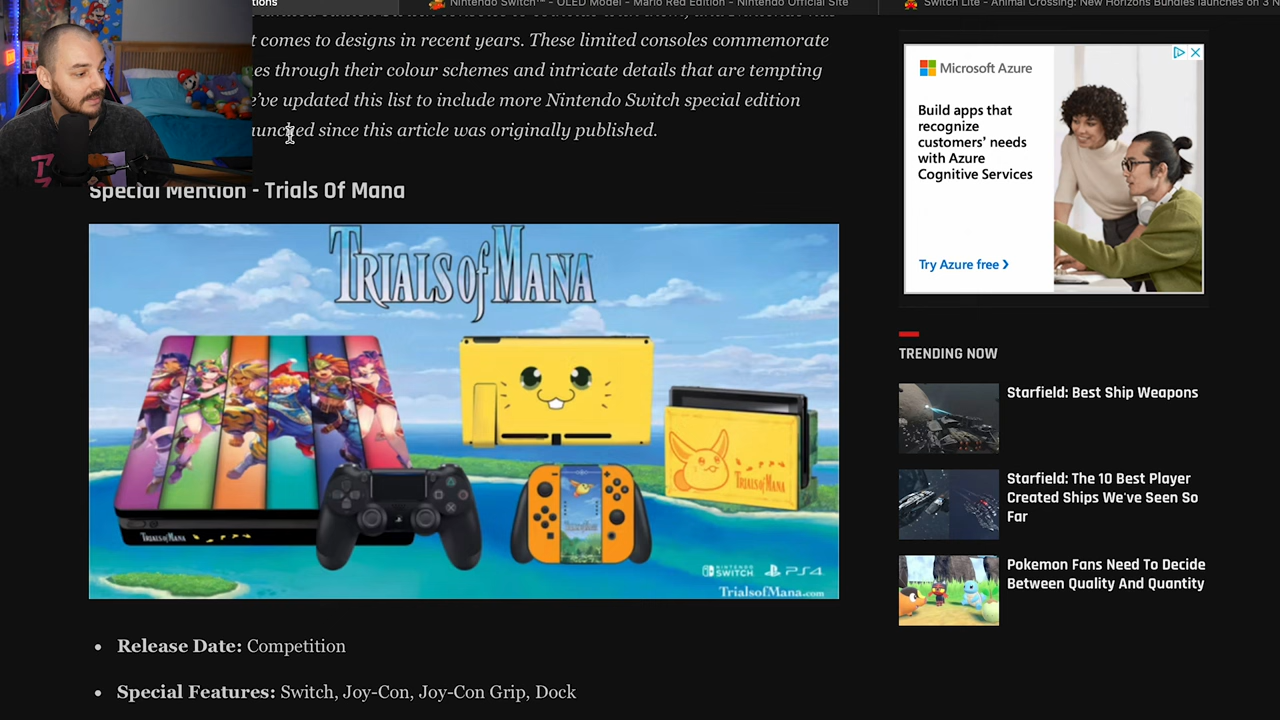 tions
Nintendo Switch™ - OLED Model - Mario Red Edition - Nintendo Official Site
Switch Lite - Animal Crossing: New Horizons Bundles launches on 3 N
t comes to designs in recent years. These limited consoles commemorate
es through their colour schemes and intricate details that are tempting
e've updated this list to include more Nintendo Switch special edition
aunched since this article was originally published.
Special Mention - Trials Of Mana
TRIALS of MANA
TRIALS of MANA
TRIALS of MANA
NINTENDO SWITCH PS4
TrialsofMana.com
• Release Date: Competition
• Special Features: Switch, Joy-Con, Joy-Con Grip, Dock
Microsoft Azure
Build apps that
recognize
customers' needs
with Azure
Cognitive Services
Try Azure free ❯
TRENDING NOW
Starfield: Best Ship Weapons
Starfield: The 10 Best Player
Created Ships We've Seen So
Far
Pokemon Fans Need To Decide
Between Quality And Quantity